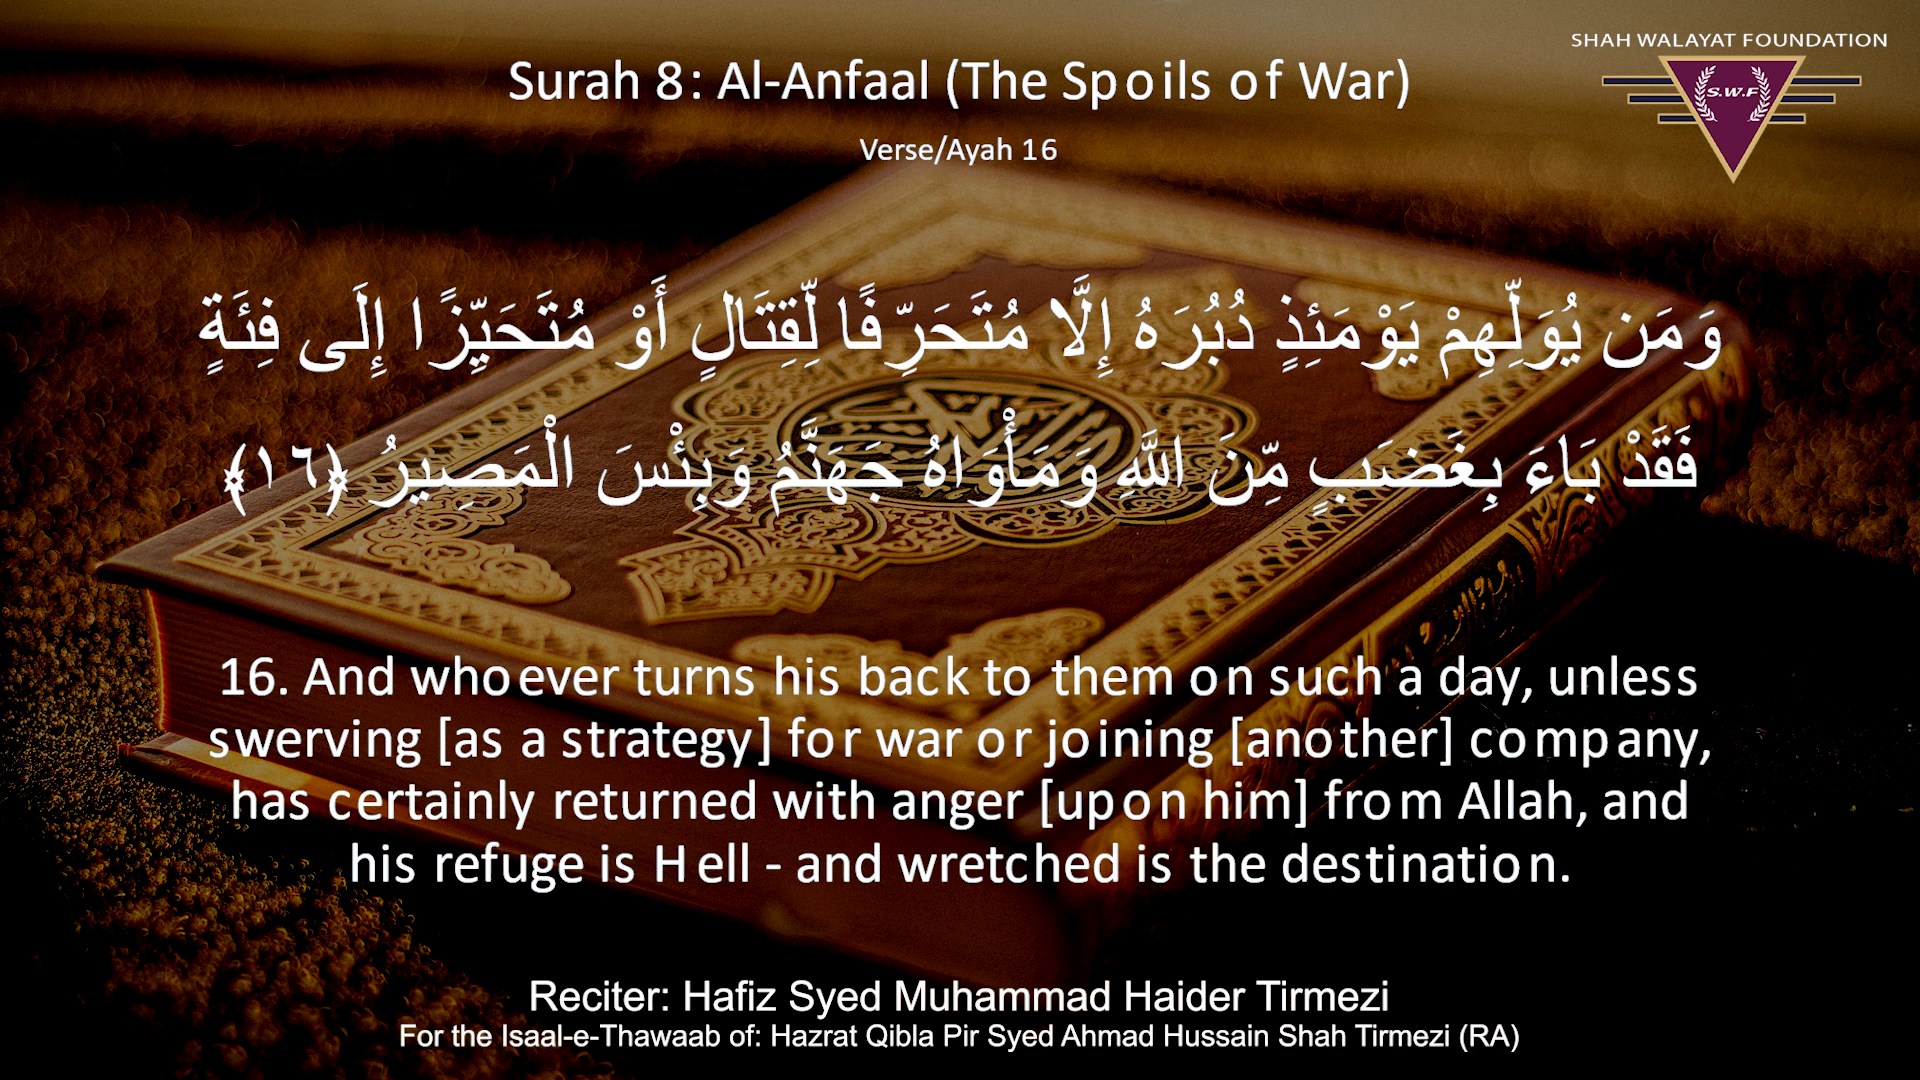 SHAH WALAYAT FOUNDATION
S.W.F
Surah 8: Al-Anfaal (The Spoils of War)
Verse/Ayah 16
وَمَن يُوَلِّهِمْ يَوْمَئِذٍ دُبُرَهُ إِلَّا مُتَحَرِّفًا لِّقِتَالٍ أَوْ مُتَحَيِّزًا إِلَى فِئَةٍ
فَقَدْ بَاءَ بِغَضَبٍ مِّنَ اللَّهِ وَمَأْوَاهُ جَهَنَّمُ وَبِئْسَ الْمَصِيرُ ﴿١٦﴾
16. And whoever turns his back to them on such a day, unless
swerving [as a strategy] for war or joining [another] company,
has certainly returned with anger [upon him] from Allah, and
his refuge is Hell - and wretched is the destination.
Reciter: Hafiz Syed Muhammad Haider Tirmezi
For the Isaal-e-Thawaab of: Hazrat Qibla Pir Syed Ahmad Hussain Shah Tirmezi (RA)